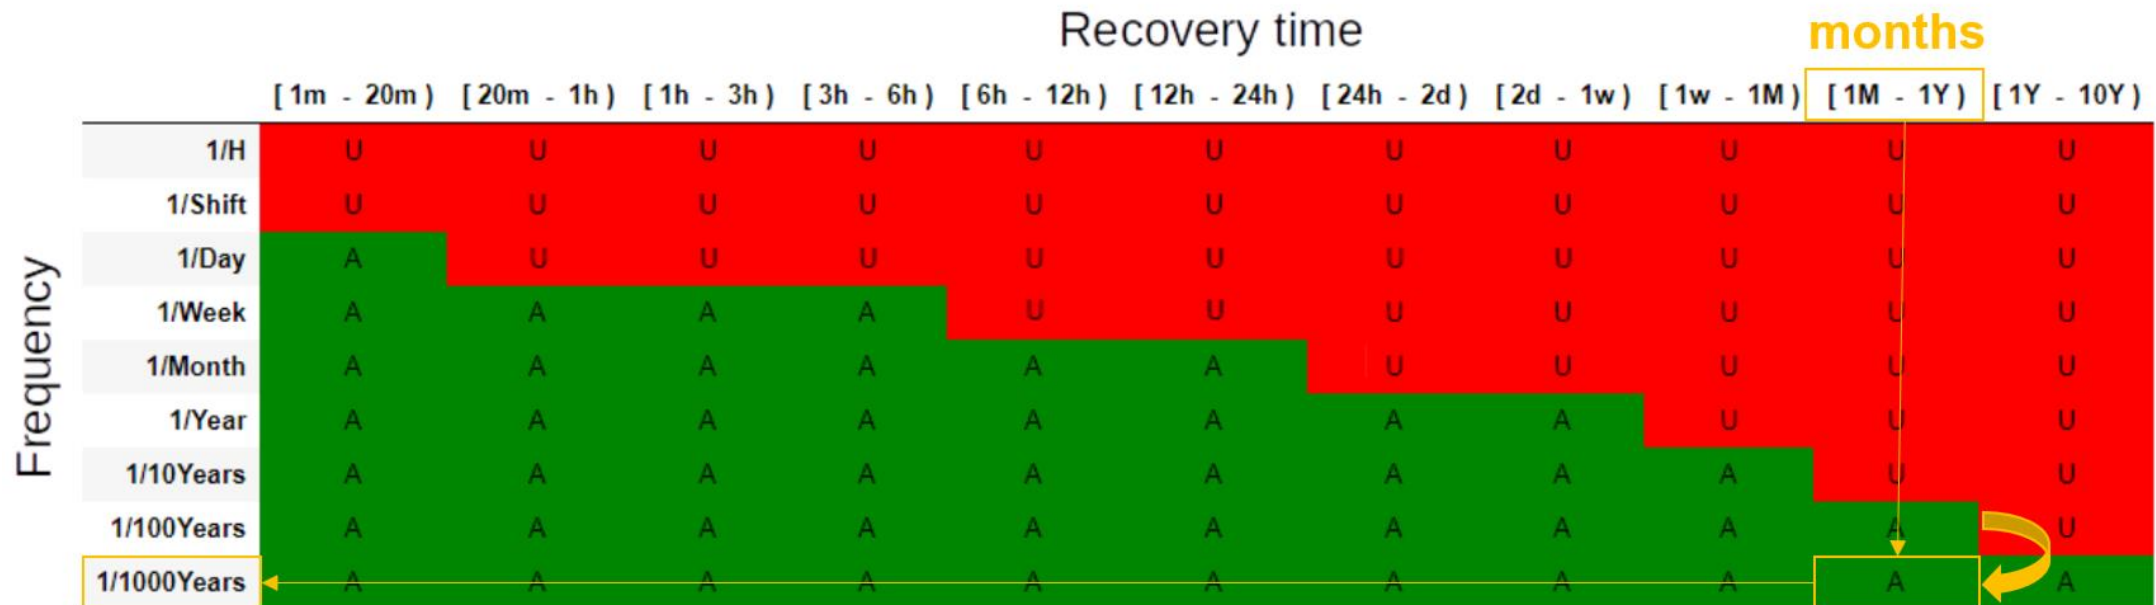 Recovery time months
[ 1m - 20m ) [ 20m - 1h ) [ 1h - 3h ) [ 3h - 6h ) [ 6h - 12h ) [ 12h - 24h ) [ 24h - 2d ) [ 2d - 1w ) [ 1w - 1M ) [ 1M - 1Y ) [ 1Y - 10Y )
Frequency
1/H U U U U U U U U U U U
1/Shift U U U U U U U U U U U
1/Day A U U U U U U U U U U
1/Week A A A A U U U U U U U
1/Month A A A A A A U U U U U
1/Year A A A A A A A A U U U
1/10Years A A A A A A A A A U U
1/100Years A A A A A A A A A A U
1/1000Years A A A A A A A A A A A